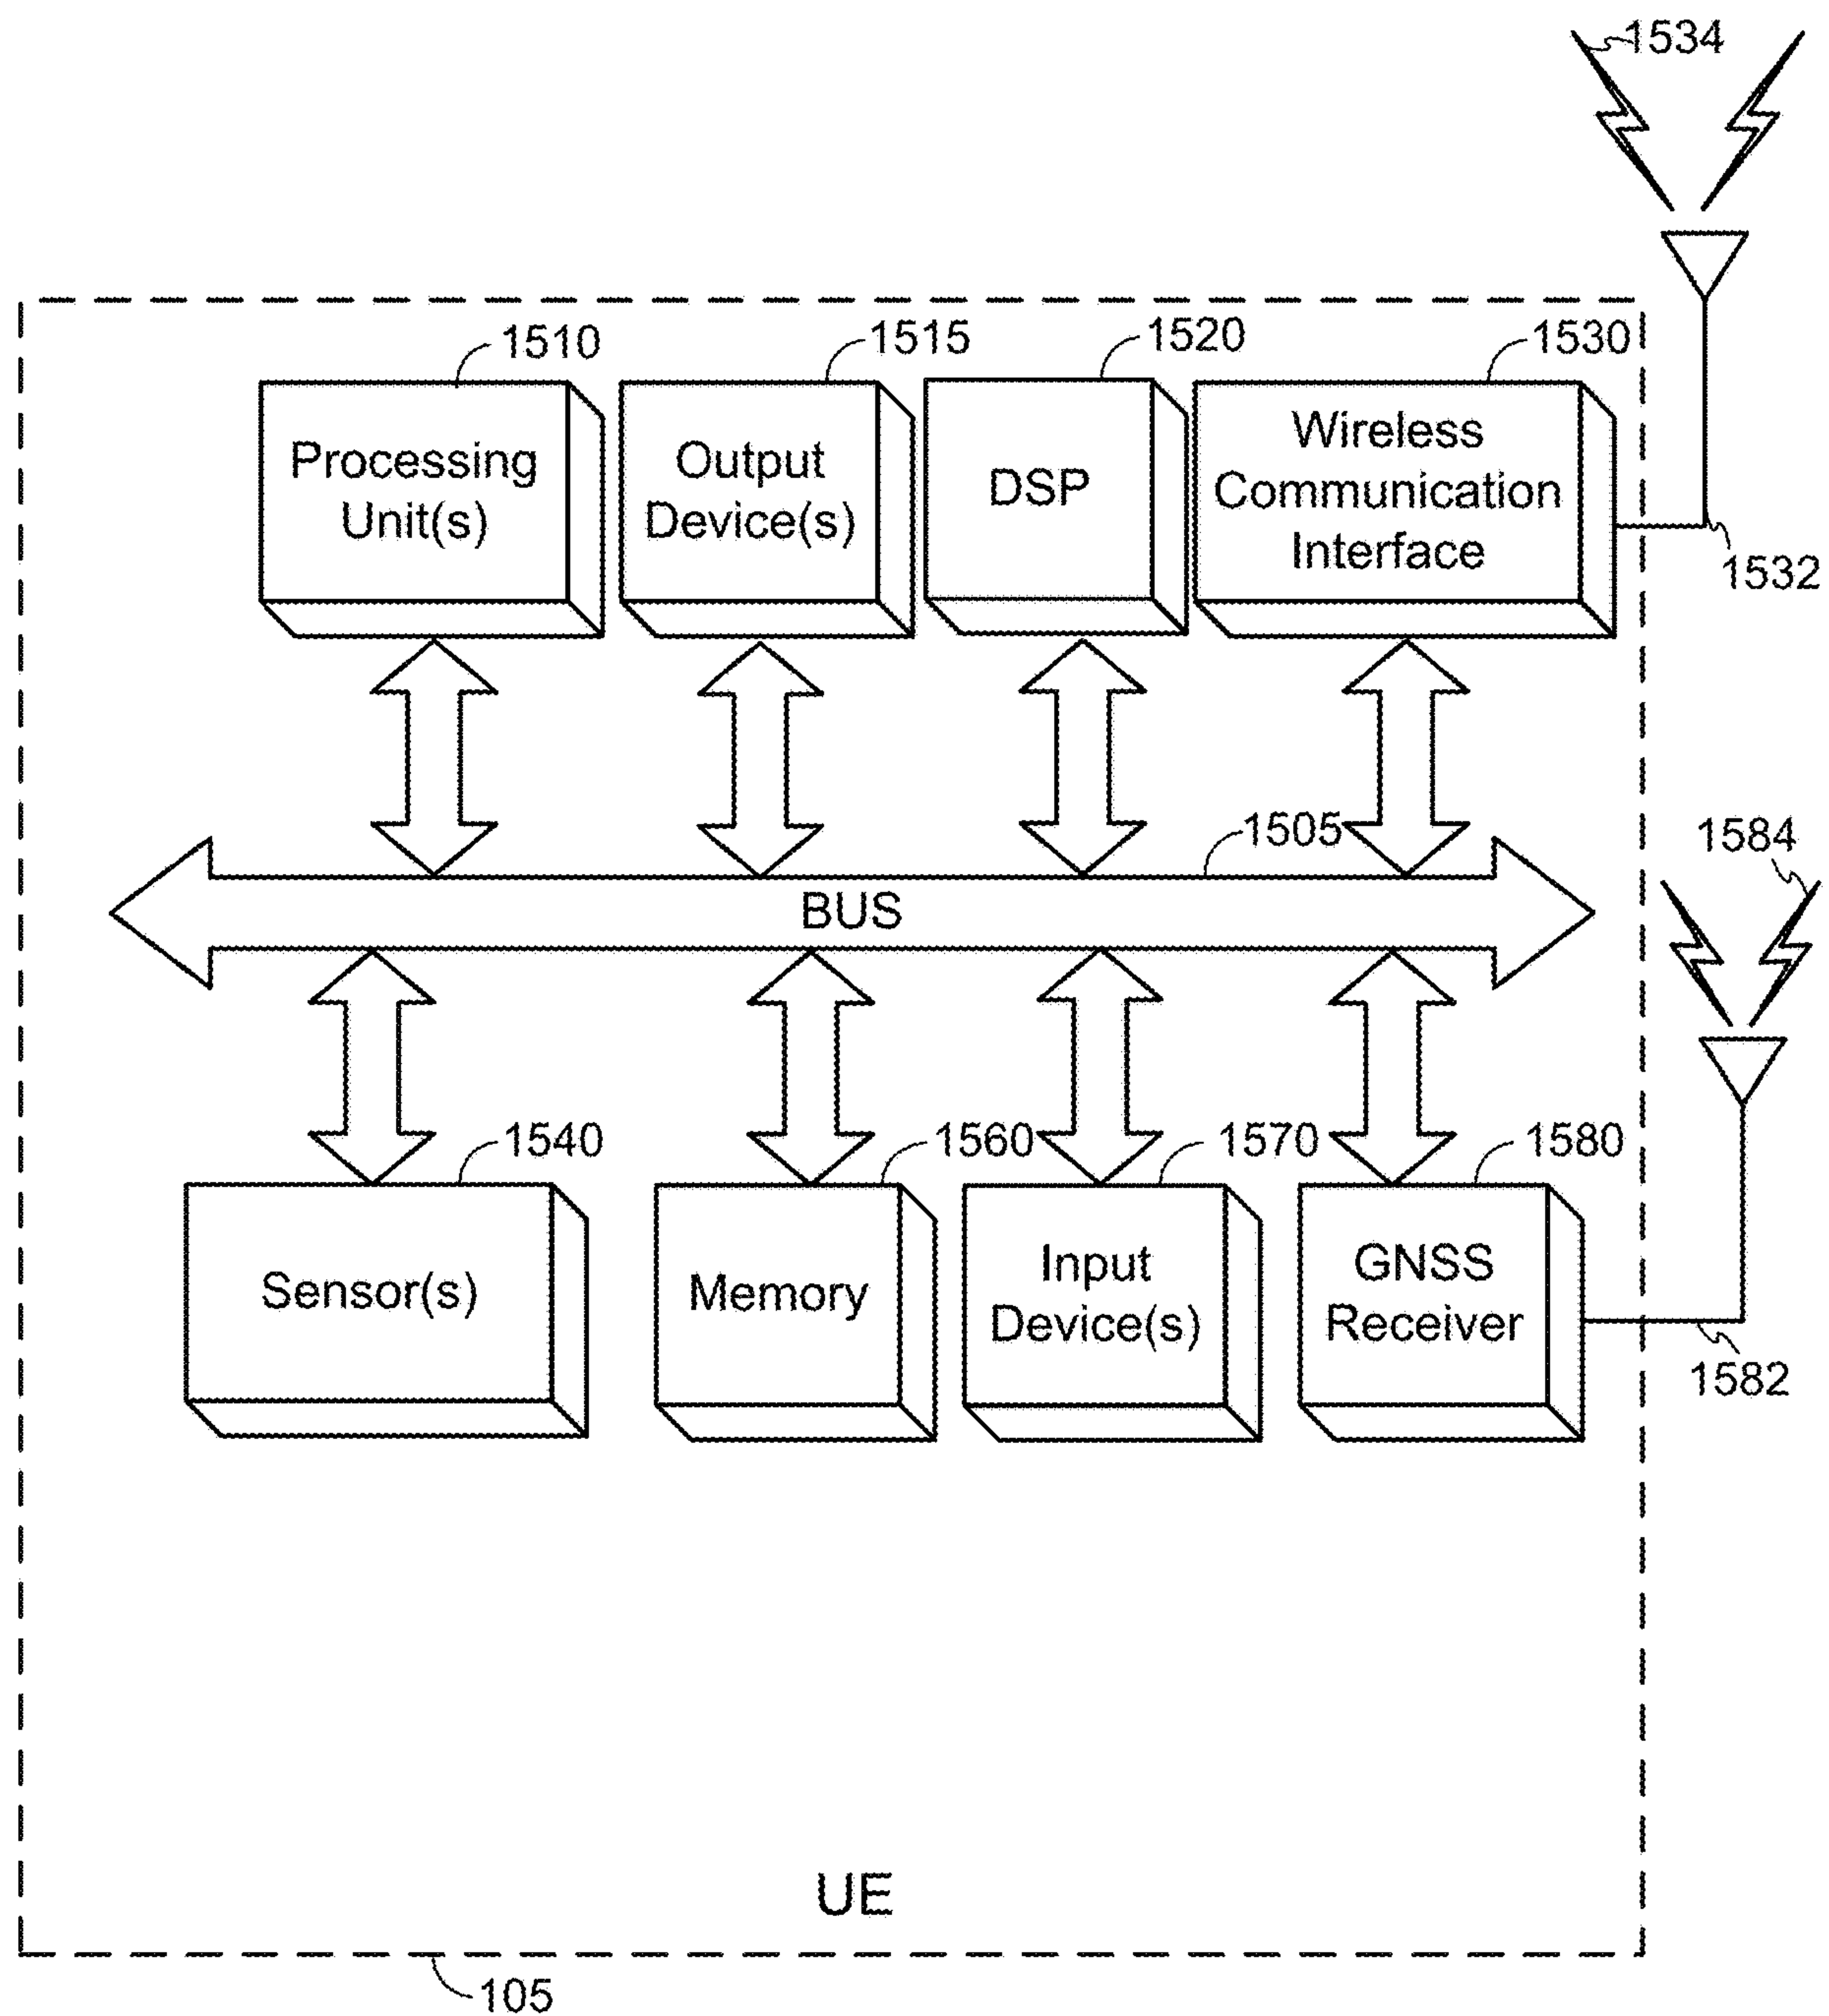 1534
1510
1515
1520
1530
Processing
Unit(s)
Output
Device(s)
DSP
Wireless
Communication
Interface
1532
1505
BUS
1584
1540
1560
1570
1580
Sensor(s)
Memory
Input
Device(s)
GNSS
Receiver
1582
UE
105